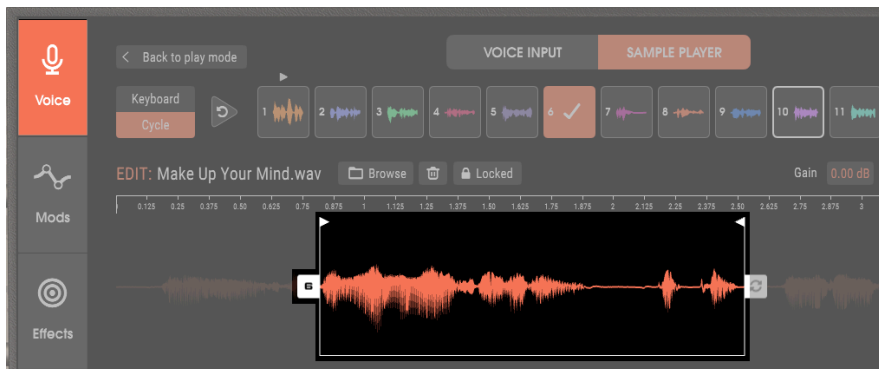 Voice
Mods
Effects
Back to play mode
VOICE INPUT SAMPLE PLAYER
Keyboard
Cycle
1 2 3 4 5 6 7 8 9 10 11
EDIT: Make Up Your Mind.wav Browse Locked Gain 0.00 dB
0.125 0.25 0.375 0.50 0.625 0.75 0.875 1 1.125 1.25 1.375 1.50 1.625 1.75 1.875 2 2.125 2.25 2.375 2.50 2.625 2.75 2.875 3
6